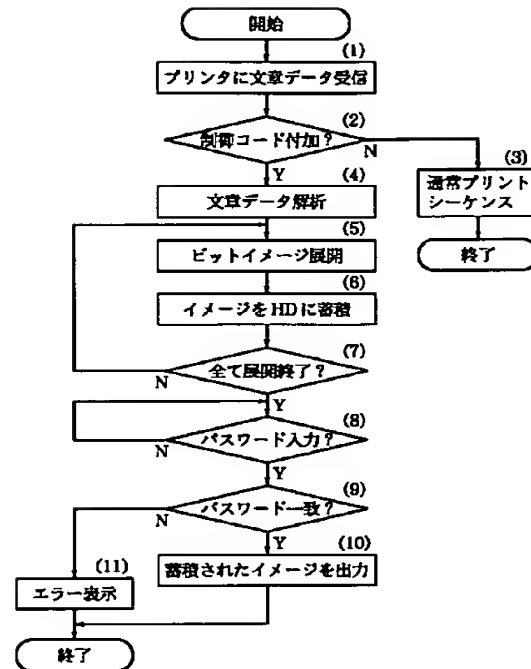 開始
(1)
プリンタに文章データ受信
(2)
制御コード付加？
N
Y
(3)
通常プリント
シーケンス
終了
(4)
文章データ解析
(5)
ビットイメージ展開
(6)
イメージをHDに蓄積
(7)
全て展開終了？
N
Y
(8)
パスワード入力？
N
Y
(9)
パスワード一致？
N
Y
(10)
蓄積されたイメージを出力
(11)
エラー表示
終了